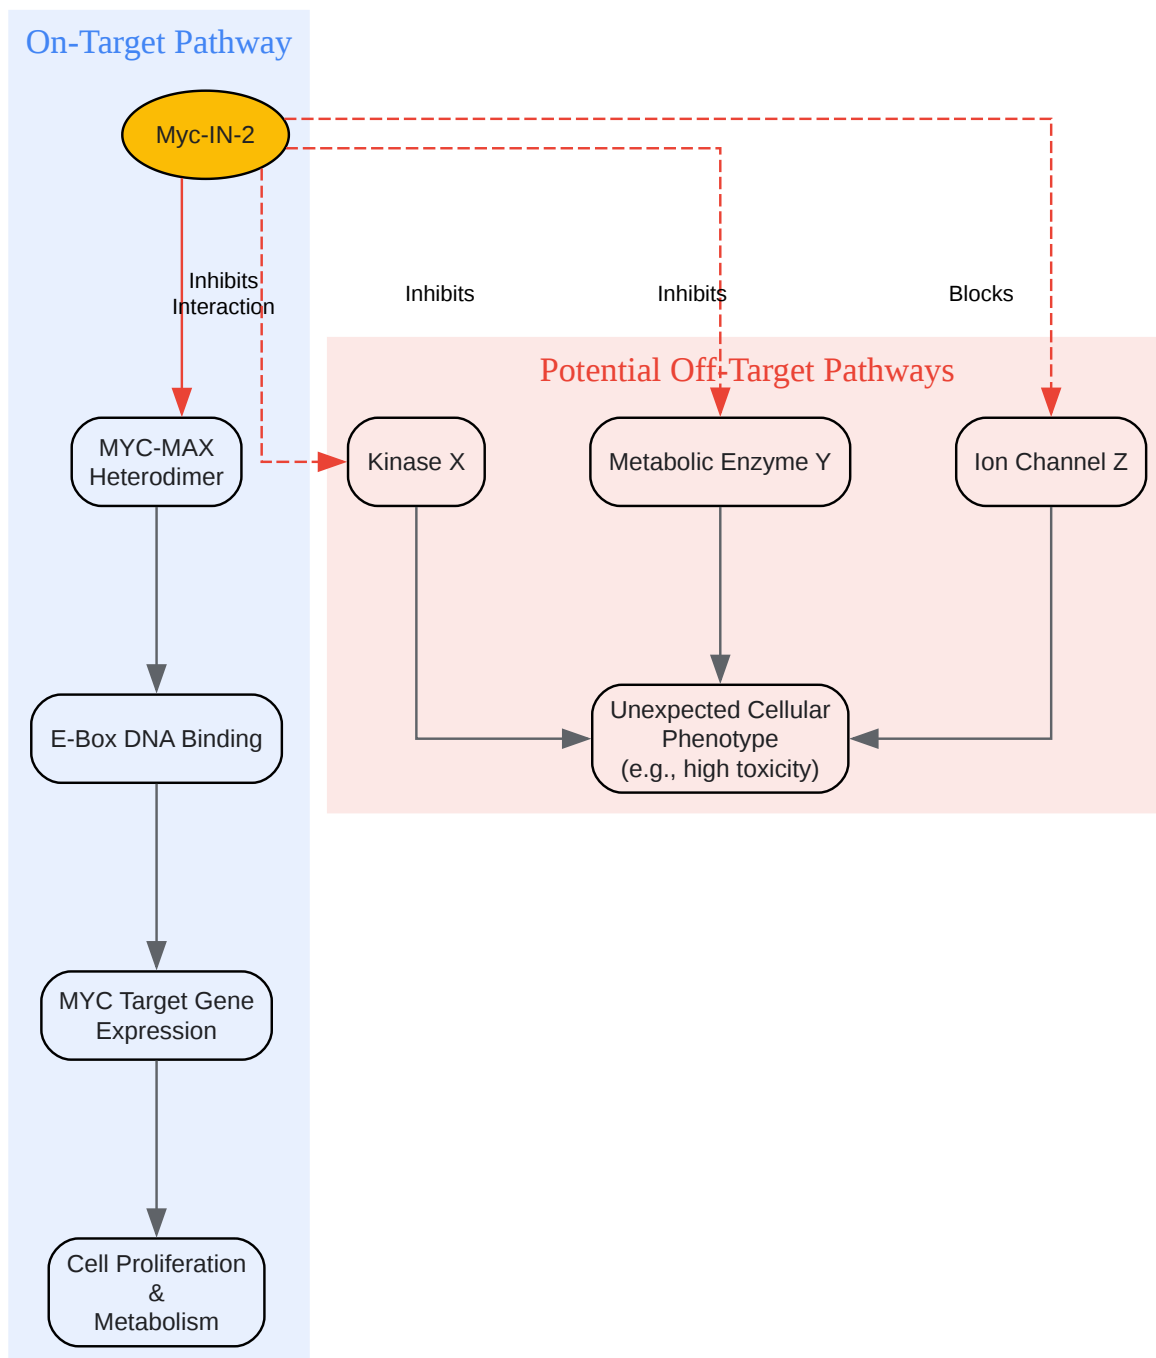 On-Target Pathway
Myc-IN-2
Inhibits
Interaction
Inhibits
Inhibits
Blocks
Potential Off-Target Pathways
MYC-MAX
Heterodimer
Kinase X
Metabolic Enzyme Y
Ion Channel Z
E-Box DNA Binding
Unexpected Cellular
Phenotype
(e.g., high toxicity)
MYC Target Gene
Expression
Cell Proliferation
&
Metabolism